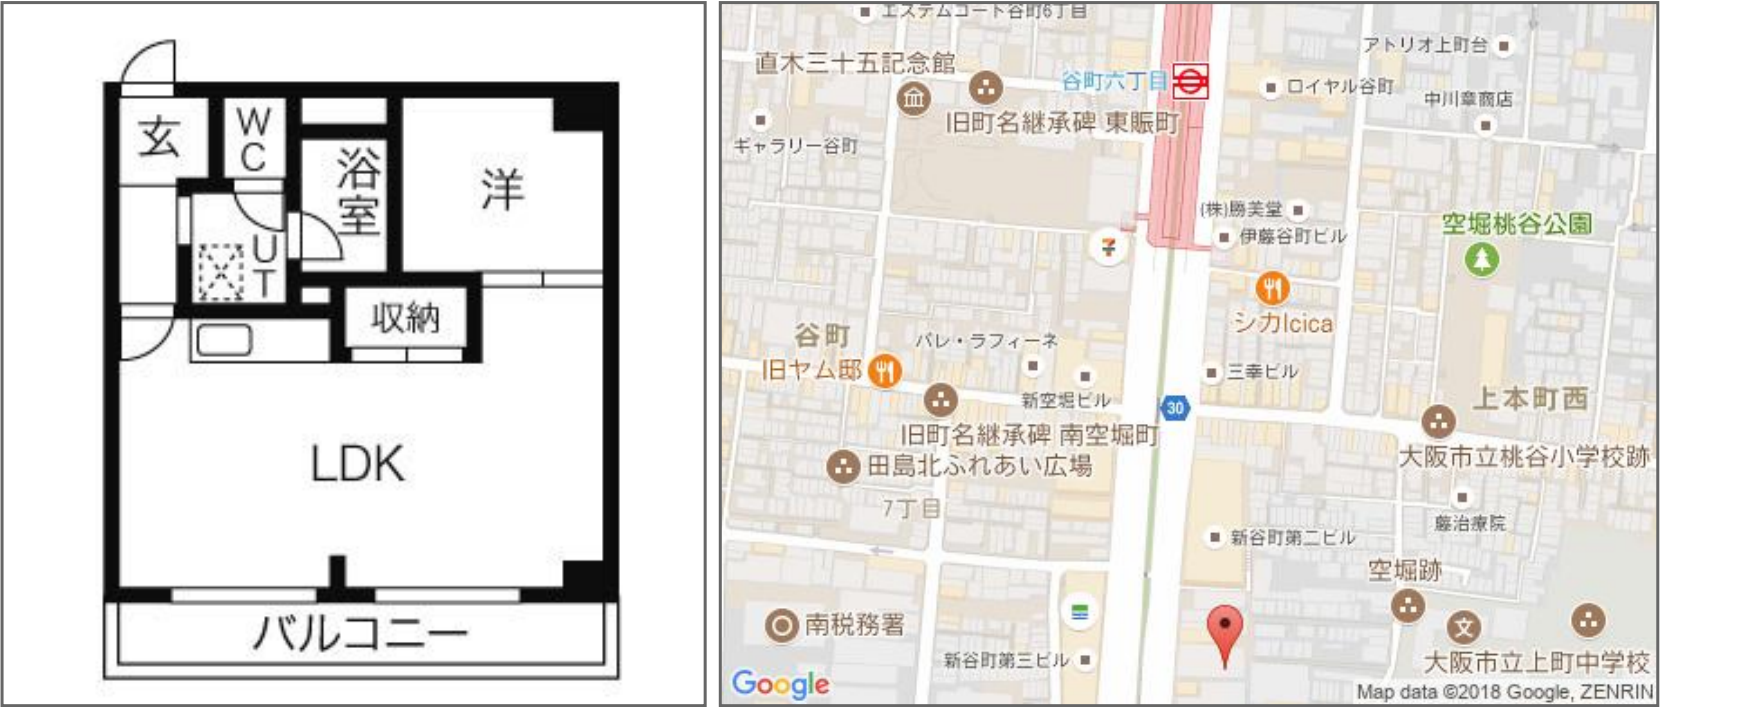 玄
WC
浴室
洋
UT
収納
LDK
バルコニー
エステムコート谷町6丁目
直木三十五記念館
谷町六丁目
アトリオ上町台
ロイヤル谷町
中川章商店
旧町名継承碑 東賑町
ギャラリー谷町
(株)勝美堂
伊藤谷町ビル
空堀桃谷公園
7
シカIcica
谷町
パレ・ラフィーネ
旧ヤム邸
三幸ビル
新空堀ビル
30
上本町西
旧町名継承碑 南空堀町
大阪市立桃谷小学校跡
田島北ふれあい広場
7丁目
藤治療院
新谷町第二ビル
空堀跡
南税務署
文
新谷町第三ビル
大阪市立上町中学校
Google
Map data ©2018 Google, ZENRIN